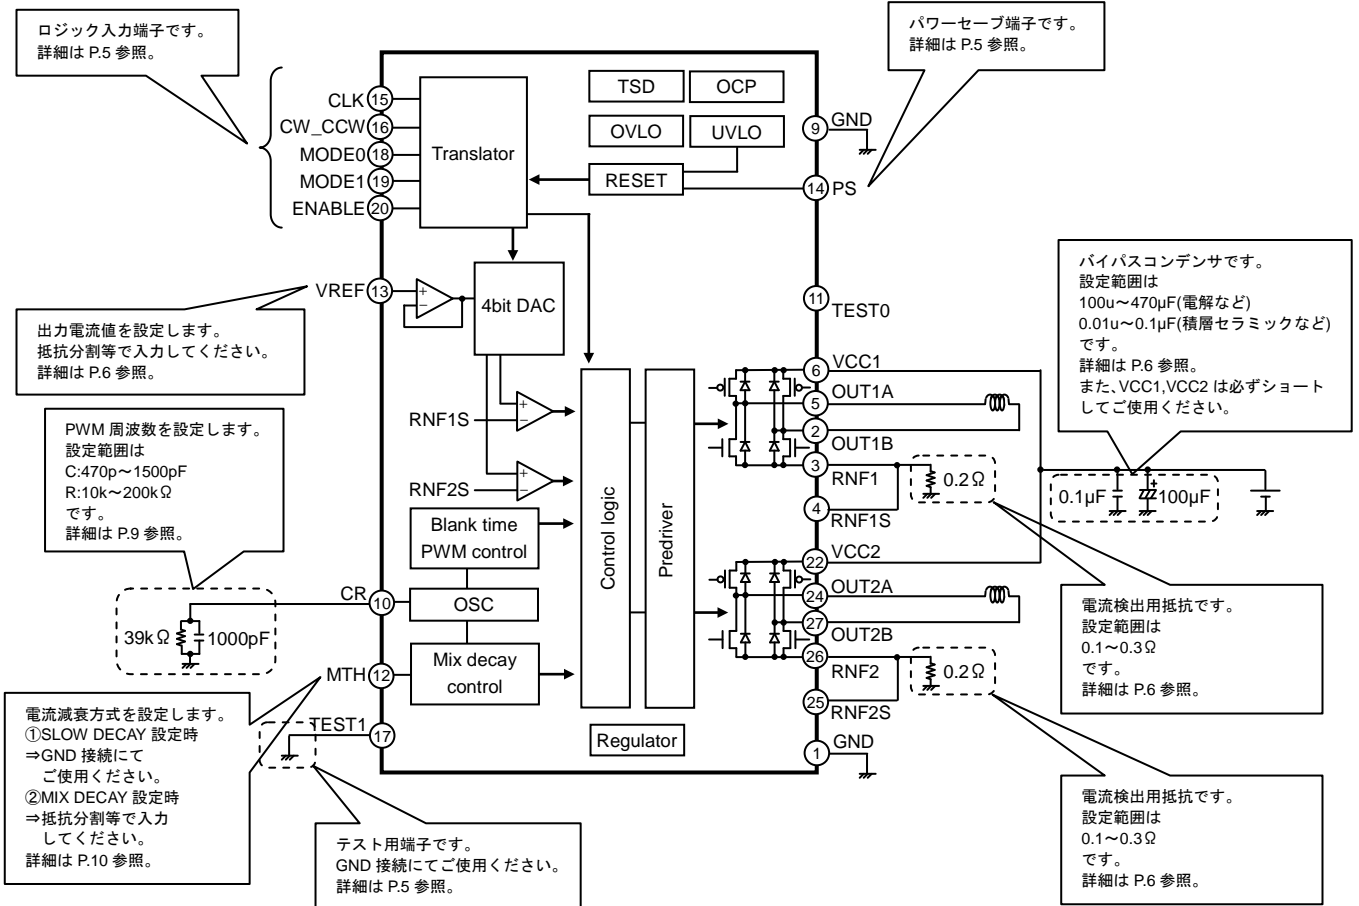 ロジック入力端子です。
詳細は P.5 参照。
パワーセーブ端子です。
詳細は P.5 参照。
CLK 15
CW_CCW 16
MODE0 18
MODE1 19
ENABLE 20
Translator
TSD
OCP
OVLO
UVLO
RESET
9 GND
14 PS
VREF 13
4bit DAC
11
TEST0
出力電流値を設定します。
抵抗分割等で入力してください。
詳細は P.6 参照。
バイパスコンデンサです。
設定範囲は
100u～470μF(電解など)
0.01u～0.1μF(積層セラミックなど)
です。
詳細は P.6 参照。
また、VCC1,VCC2 は必ずショート
してご使用ください。
PWM 周波数を設定します。
設定範囲は
C:470p～1500pF
R:10k～200kΩ
です。
詳細は P.9 参照。
+
−
RNF1S
+
−
RNF2S
+
−
Blank time
PWM control
OSC
Mix decay
control
Control logic
Predriver
Regulator
6 VCC1
5 OUT1A
2
OUT1B
3 RNF1
4
RNF1S
0.2Ω
0.1μF
+
100μF
22 VCC2
24 OUT2A
27
OUT2B
26 RNF2
25
RNF2S
0.2Ω
1 GND
CR 10
39kΩ
1000pF
MTH 12
TEST1
17
電流検出用抵抗です。
設定範囲は
0.1～0.3Ω
です。
詳細は P.6 参照。
電流減衰方式を設定します。
①SLOW DECAY 設定時
⇒GND 接続にて
ご使用ください。
②MIX DECAY 設定時
⇒抵抗分割等で入力
してください。
詳細は P.10 参照。
テスト用端子です。
GND 接続にてご使用ください。
詳細は P.5 参照。
電流検出用抵抗です。
設定範囲は
0.1～0.3Ω
です。
詳細は P.6 参照。